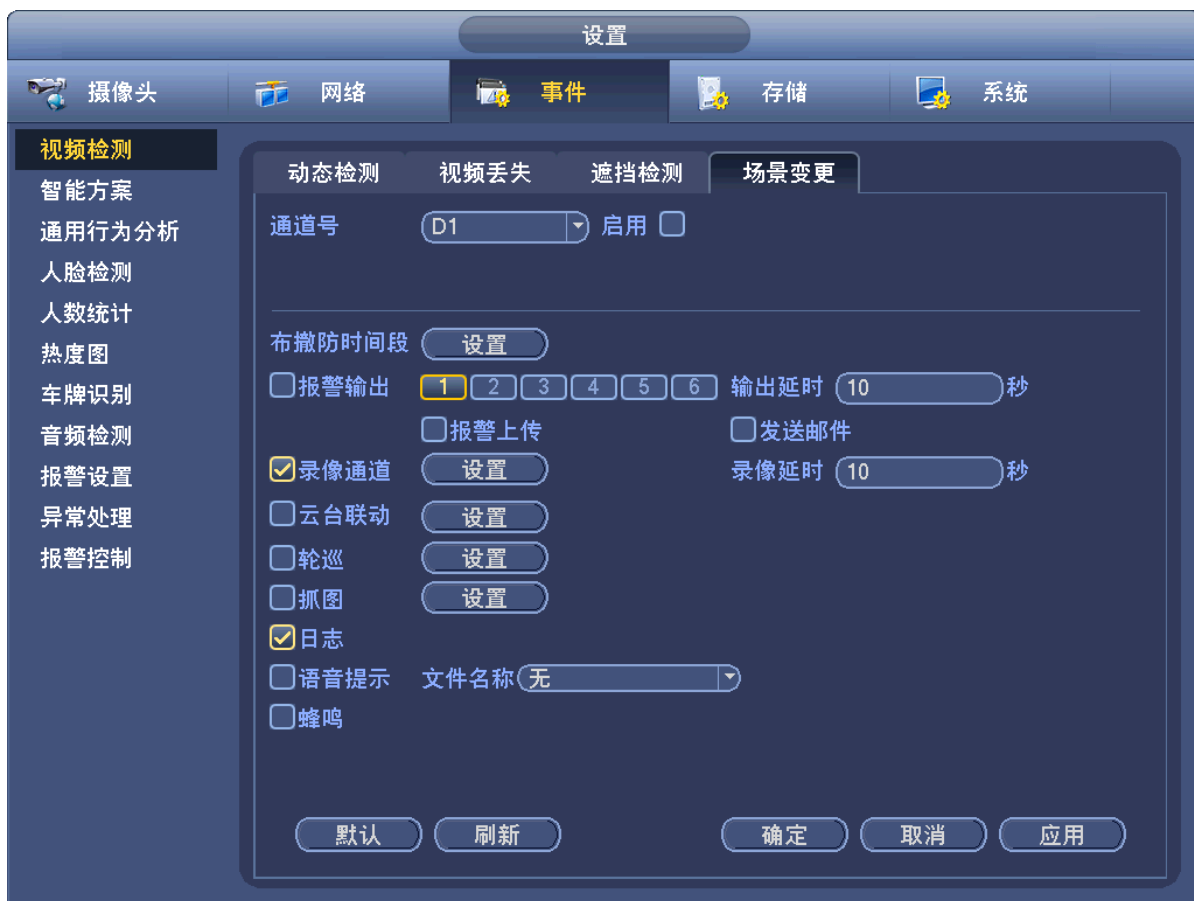 设置
摄像头 网络 事件 存储 系统
视频检测
智能方案
通用行为分析
人脸检测
人数统计
热度图
车牌识别
音频检测
报警设置
异常处理
报警控制
动态检测 视频丢失 遮挡检测 场景变更
通道号 D1 启用
布撤防时间段 设置
报警输出 1 2 3 4 5 6 输出延时 10 秒
报警上传 发送邮件
录像通道 设置 录像延时 10 秒
云台联动 设置
轮巡 设置
抓图 设置
日志
语音提示 文件名称 无
蜂鸣
默认 刷新 确定 取消 应用